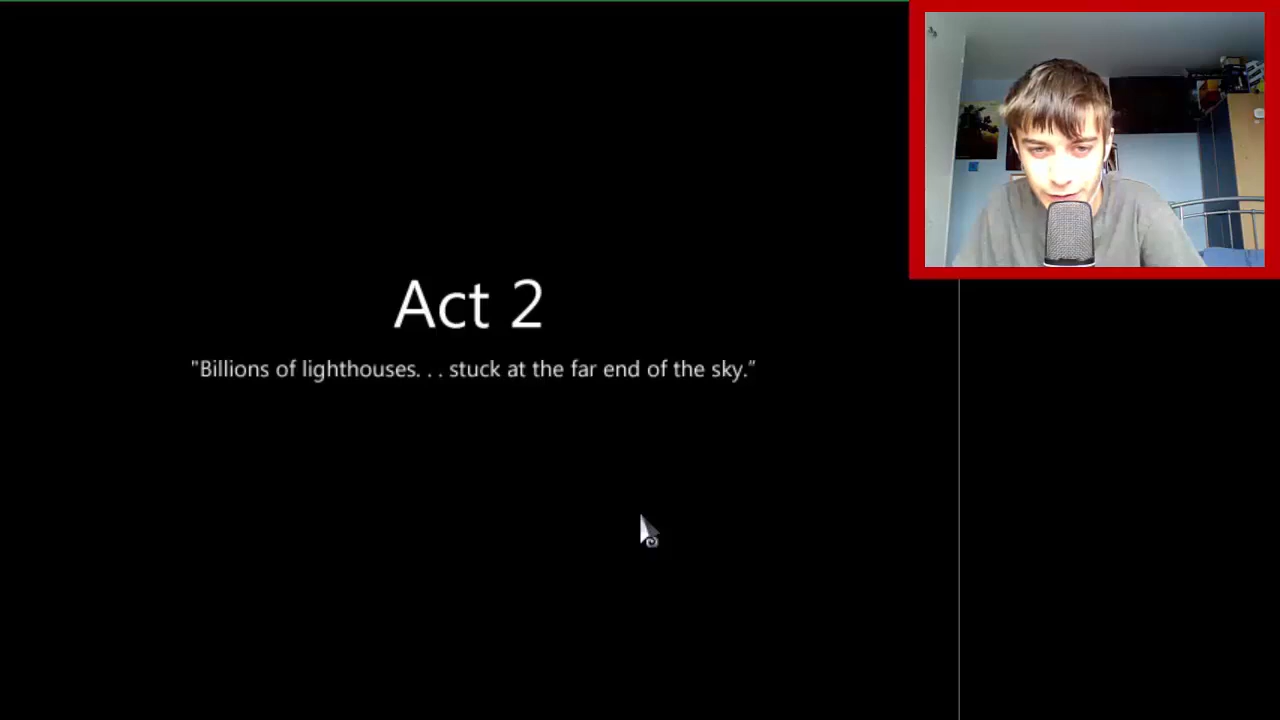 Act 2
"Billions of lighthouses. . . stuck at the far end of the sky."